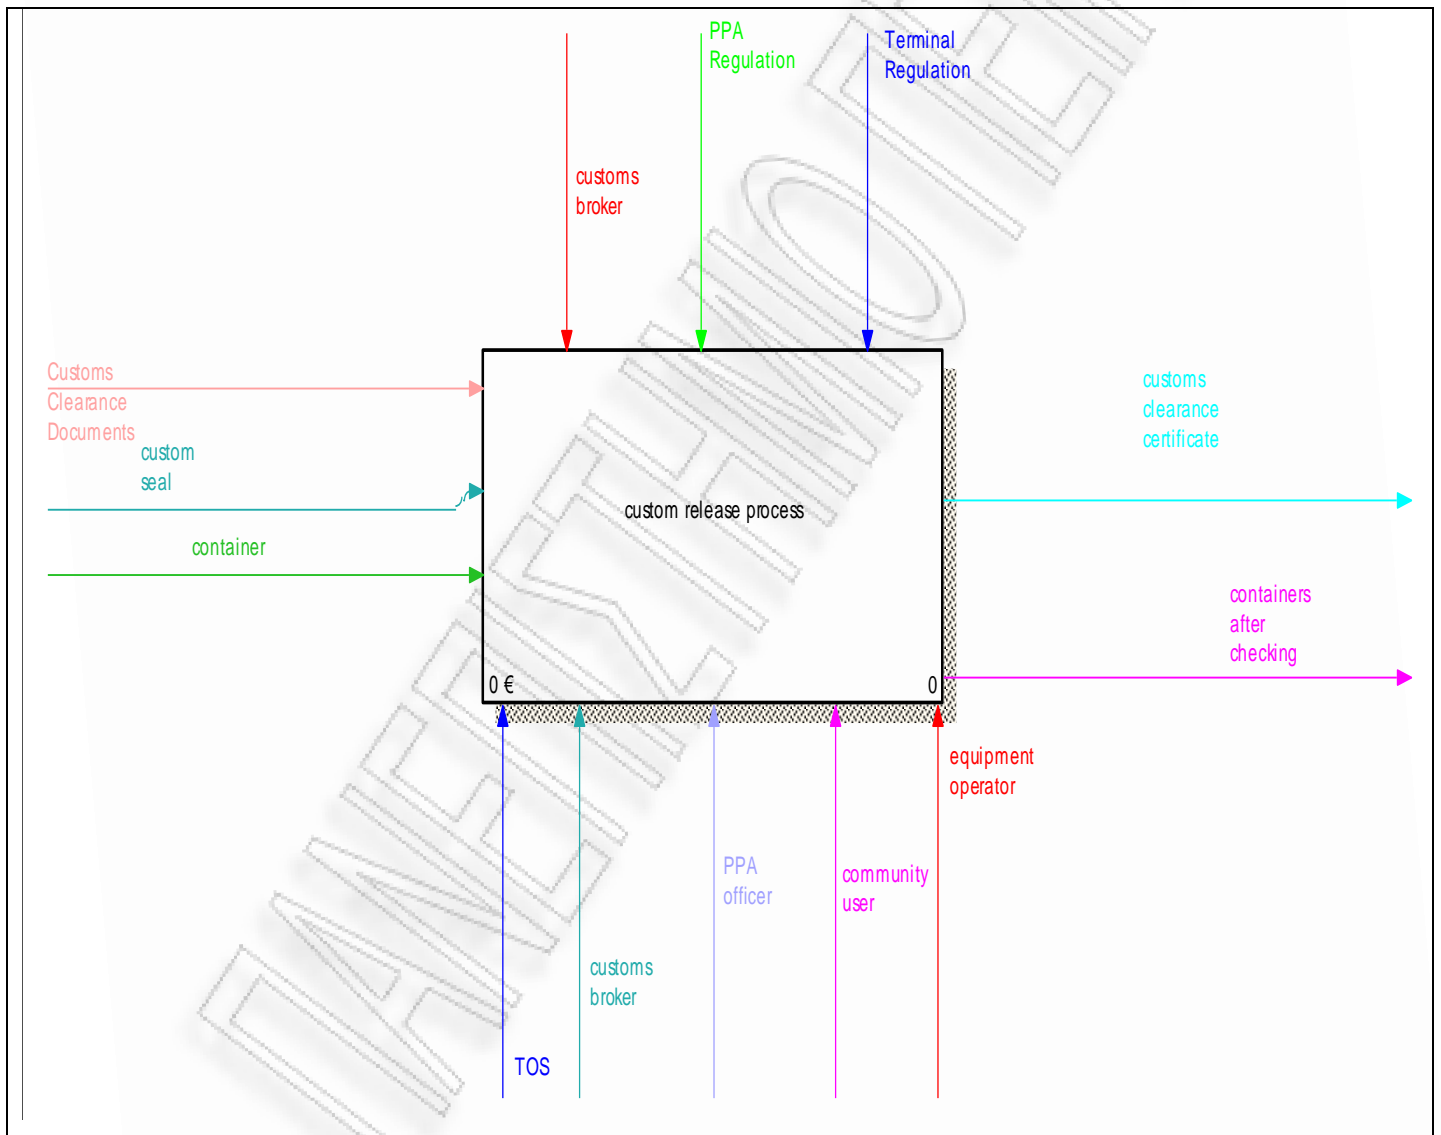 PPA
Regulation
Terminal
Regulation
customs
broker
Customs
Clearance
Documents
custom
seal
container
custom release process
0 €
0
customs
clearance
certificate
containers
after
checking
equipment
operator
PPA
officer
community
user
customs
broker
TOS